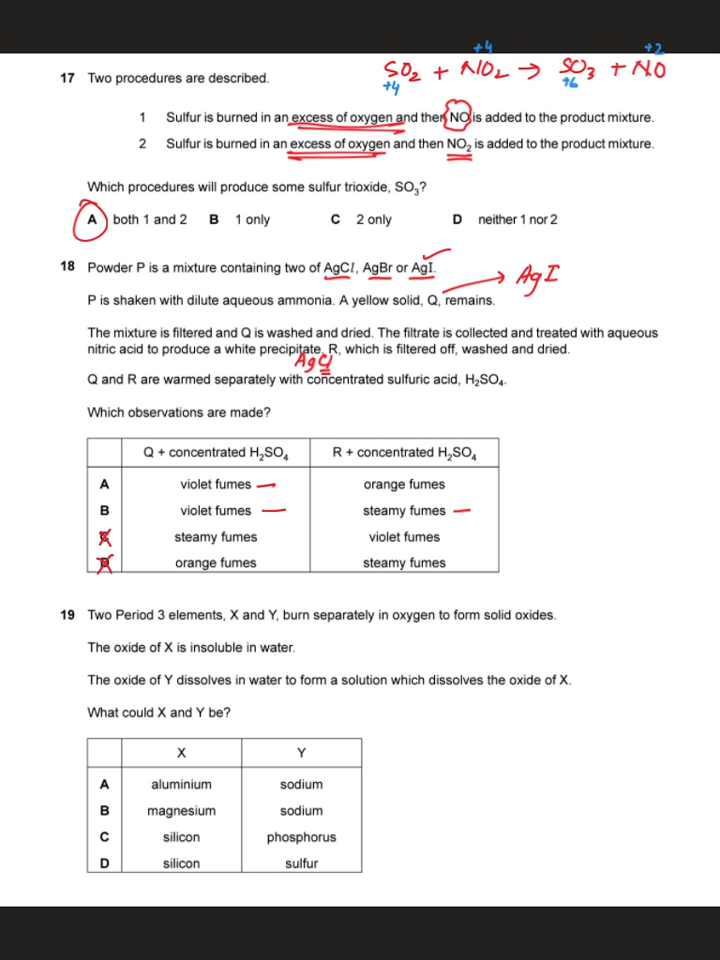 +4 +2
SO2 + NO2 → SO3 + NO
+4 +6
17 Two procedures are described.
1 Sulfur is burned in an excess of oxygen and then NO is added to the product mixture.
2 Sulfur is burned in an excess of oxygen and then NO2 is added to the product mixture.
Which procedures will produce some sulfur trioxide, SO3?
A both 1 and 2 B 1 only C 2 only D neither 1 nor 2
18 Powder P is a mixture containing two of AgCl, AgBr or AgI.
→ AgI
P is shaken with dilute aqueous ammonia. A yellow solid, Q, remains.
The mixture is filtered and Q is washed and dried. The filtrate is collected and treated with aqueous
nitric acid to produce a white precipitate, R, which is filtered off, washed and dried.
AgCl
Q and R are warmed separately with concentrated sulfuric acid, H2SO4.
Which observations are made?
Q + concentrated H2SO4 R + concentrated H2SO4
A violet fumes orange fumes
B violet fumes steamy fumes
C steamy fumes violet fumes
D orange fumes steamy fumes
19 Two Period 3 elements, X and Y, burn separately in oxygen to form solid oxides.
The oxide of X is insoluble in water.
The oxide of Y dissolves in water to form a solution which dissolves the oxide of X.
What could X and Y be?
X Y
A aluminium sodium
B magnesium sodium
C silicon phosphorus
D silicon sulfur